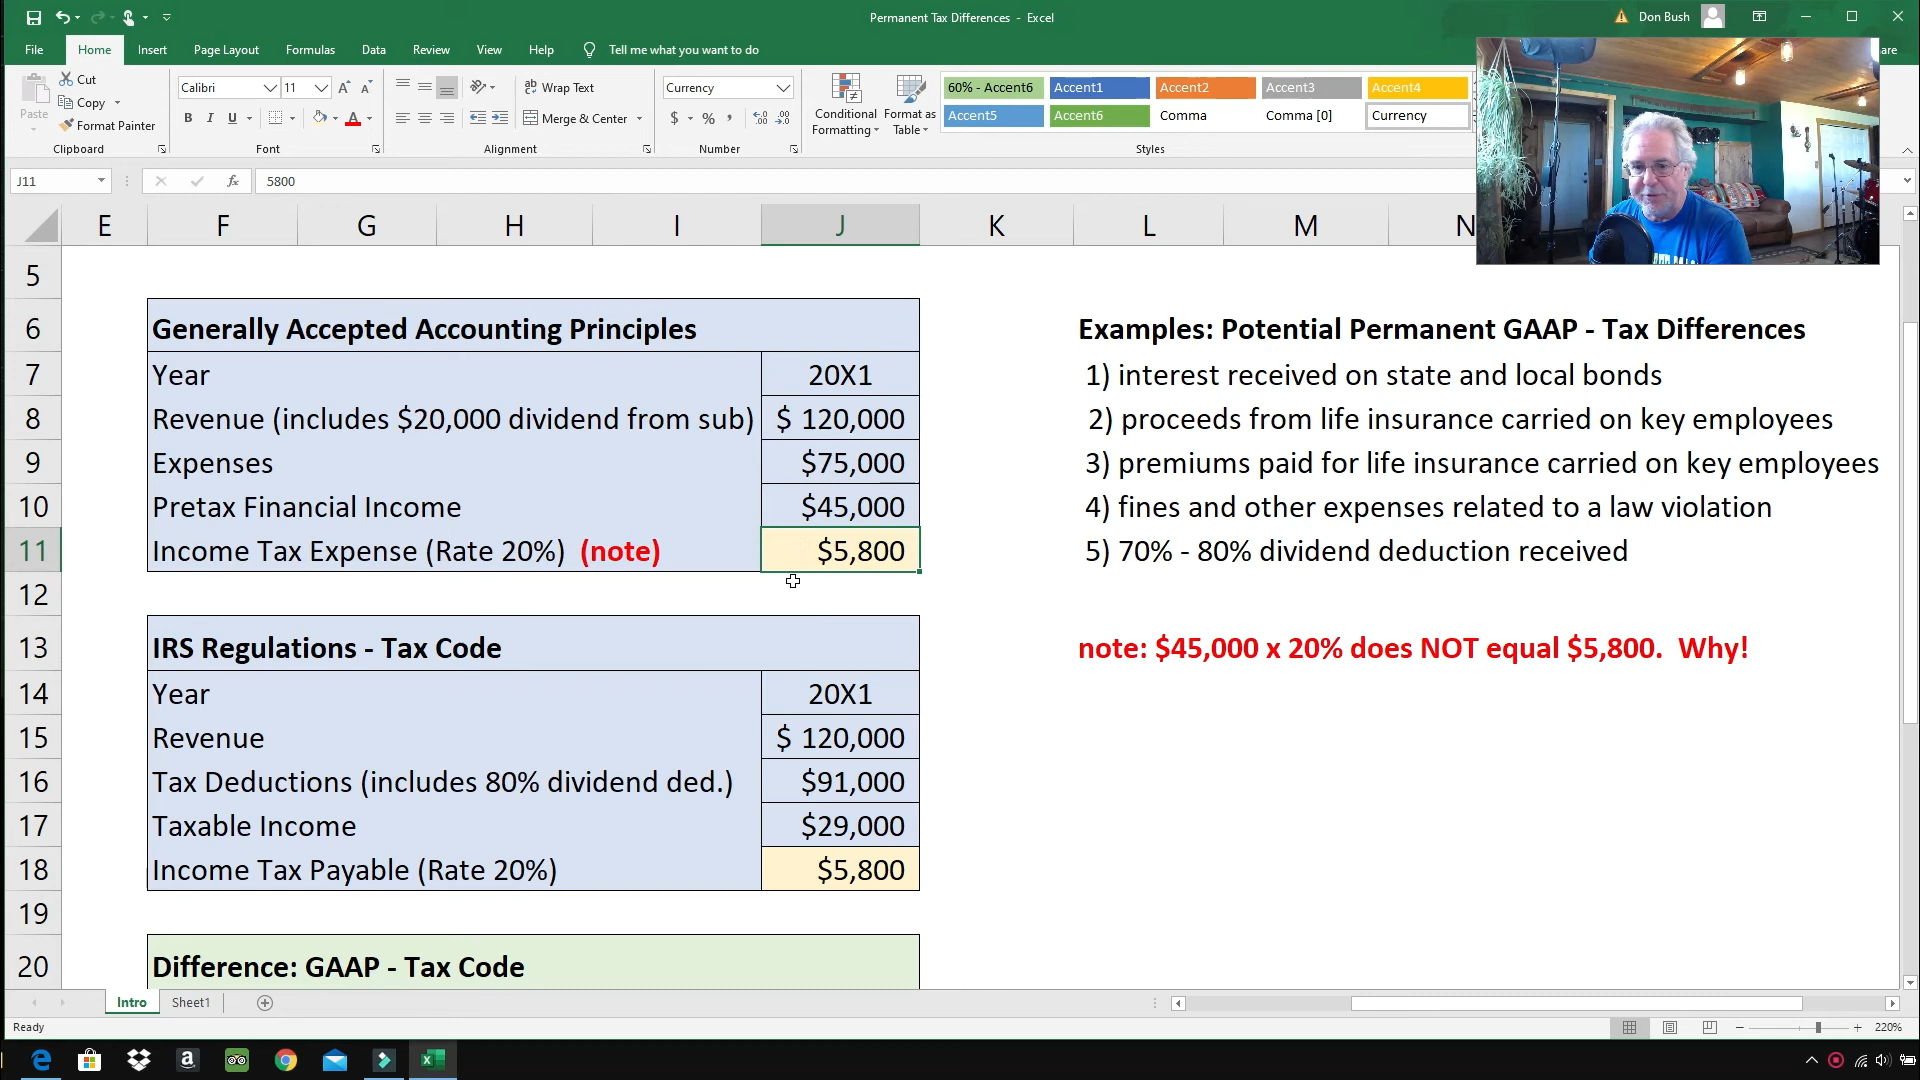 Permanent Tax Differences - Excel
Don Bush
File Home Insert Page Layout Formulas Data Review View Help Tell me what you want to do
Paste
Cut
Copy
Format Painter
Clipboard
Calibri 11
B I U
Font
Wrap Text
Merge & Center
Alignment
Currency
$ % ,
Number
Conditional Formatting
Format as Table
60% - Accent6 Accent1 Accent2 Accent3 Accent4
Accent5 Accent6 Comma Comma [0] Currency
Styles
J11 fx 5800
E F G H I J K L M N
5
6 Generally Accepted Accounting Principles Examples: Potential Permanent GAAP - Tax Differences
7 Year 20X1 1) interest received on state and local bonds
8 Revenue (includes $20,000 dividend from sub) $ 120,000 2) proceeds from life insurance carried on key employees
9 Expenses $75,000 3) premiums paid for life insurance carried on key employees
10 Pretax Financial Income $45,000 4) fines and other expenses related to a law violation
11 Income Tax Expense (Rate 20%) (note) $5,800 5) 70% - 80% dividend deduction received
12
13 IRS Regulations - Tax Code note: $45,000 x 20% does NOT equal $5,800. Why!
14 Year 20X1
15 Revenue $ 120,000
16 Tax Deductions (includes 80% dividend ded.) $91,000
17 Taxable Income $29,000
18 Income Tax Payable (Rate 20%) $5,800
19
20 Difference: GAAP - Tax Code
Intro Sheet1
Ready 220%